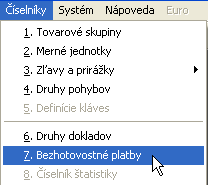 Číselníky Systém Nápoveda Euro
1. Tovarové skupiny
2. Merné jednotky
3. Zľavy a prirážky
4. Druhy pohybov
5. Definície kláves
6. Druhy dokladov
7. Bezhotovostné platby
8. Číselník štatistiky